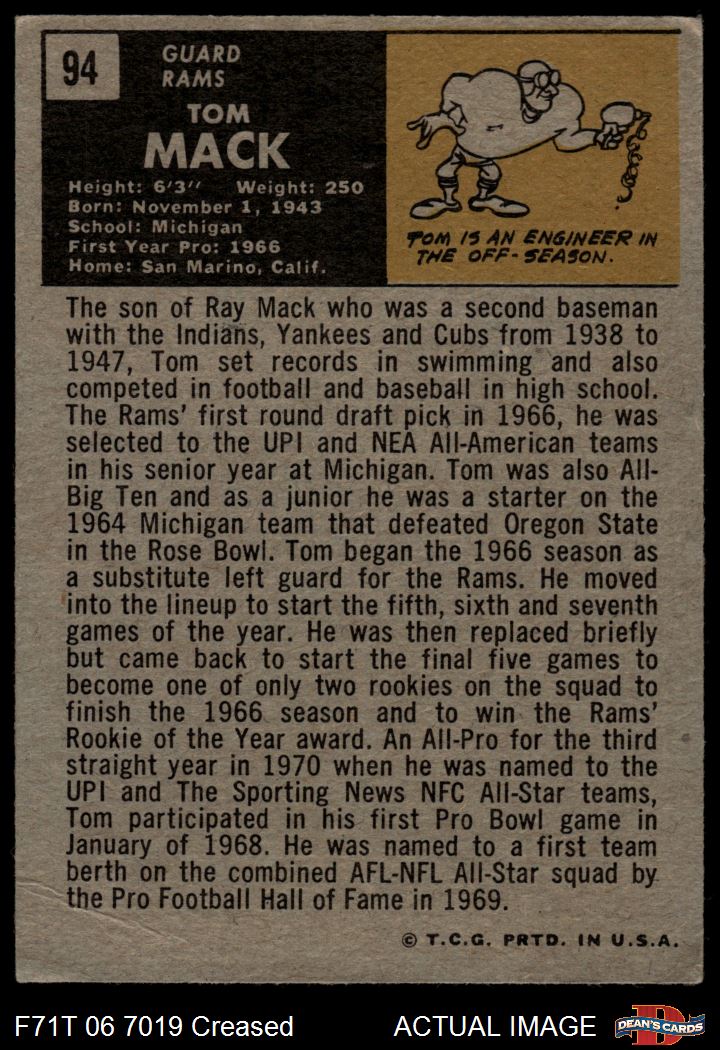 94
GUARD
RAMS
TOM
MACK
Height: 6'3" Weight: 250
Born: November 1, 1943
School: Michigan
First Year Pro: 1966
Home: San Marino, Calif.
TOM IS AN ENGINEER IN
THE OFF-SEASON.
The son of Ray Mack who was a second baseman
with the Indians, Yankees and Cubs from 1938 to
1947, Tom set records in swimming and also
competed in football and baseball in high school.
The Rams' first round draft pick in 1966, he was
selected to the UPI and NEA All-American teams
in his senior year at Michigan. Tom was also All-
Big Ten and as a junior he was a starter on the
1964 Michigan team that defeated Oregon State
in the Rose Bowl. Tom began the 1966 season as
a substitute left guard for the Rams. He moved
into the lineup to start the fifth, sixth and seventh
games of the year. He was then replaced briefly
but came back to start the final five games to
become one of only two rookies on the squad to
finish the 1966 season and to win the Rams'
Rookie of the Year award. An All-Pro for the third
straight year in 1970 when he was named to the
UPI and The Sporting News NFC All-Star teams,
Tom participated in his first Pro Bowl game in
January of 1968. He was named to a first team
berth on the combined AFL-NFL All-Star squad by
the Pro Football Hall of Fame in 1969.
© T.C.G. PRTD. IN U.S.A.
F71T 06 7019 Creased ACTUAL IMAGE
D
DEAN'S CARDS